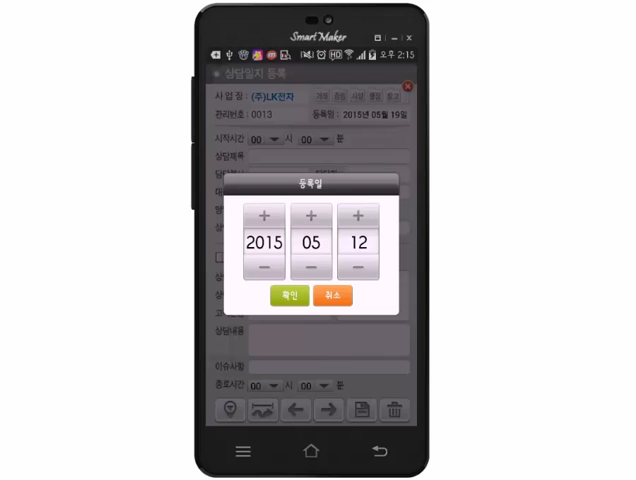 Smart Maker
오후 2:15
상담일지 등록
사 업 장 : (주)LK전자
관리번호 : 0013 등록일 : 2015년 05월 19일
시작시간 00 시 00 분
상담제목
등록일
2015 05 12
확인 취소
상담내용
이슈사항
종료시간 00 시 00 분